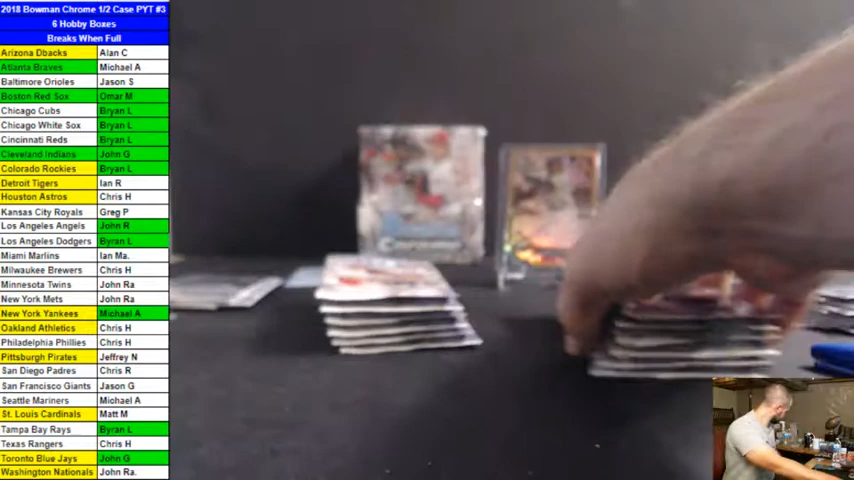 2018 Bowman Chrome 1/2 Case PYT #3
6 Hobby Boxes
Breaks When Full
Arizona Dbacks Alan C
Atlanta Braves Michael A
Baltimore Orioles Jason S
Boston Red Sox Omar M
Chicago Cubs Bryan L
Chicago White Sox Bryan L
Cincinnati Reds Bryan L
Cleveland Indians John G
Colorado Rockies Bryan L
Detroit Tigers Ian R
Houston Astros Chris H
Kansas City Royals Greg P
Los Angeles Angels John R
Los Angeles Dodgers Byran L
Miami Marlins Ian Ma.
Milwaukee Brewers Chris H
Minnesota Twins John Ra
New York Mets John Ra
New York Yankees Michael A
Oakland Athletics Chris H
Philadelphia Phillies Chris H
Pittsburgh Pirates Jeffrey N
San Diego Padres Chris R
San Francisco Giants Jason G
Seattle Mariners Michael A
St. Louis Cardinals Matt M
Tampa Bay Rays Byran L
Texas Rangers Chris H
Toronto Blue Jays John G
Washington Nationals John Ra.